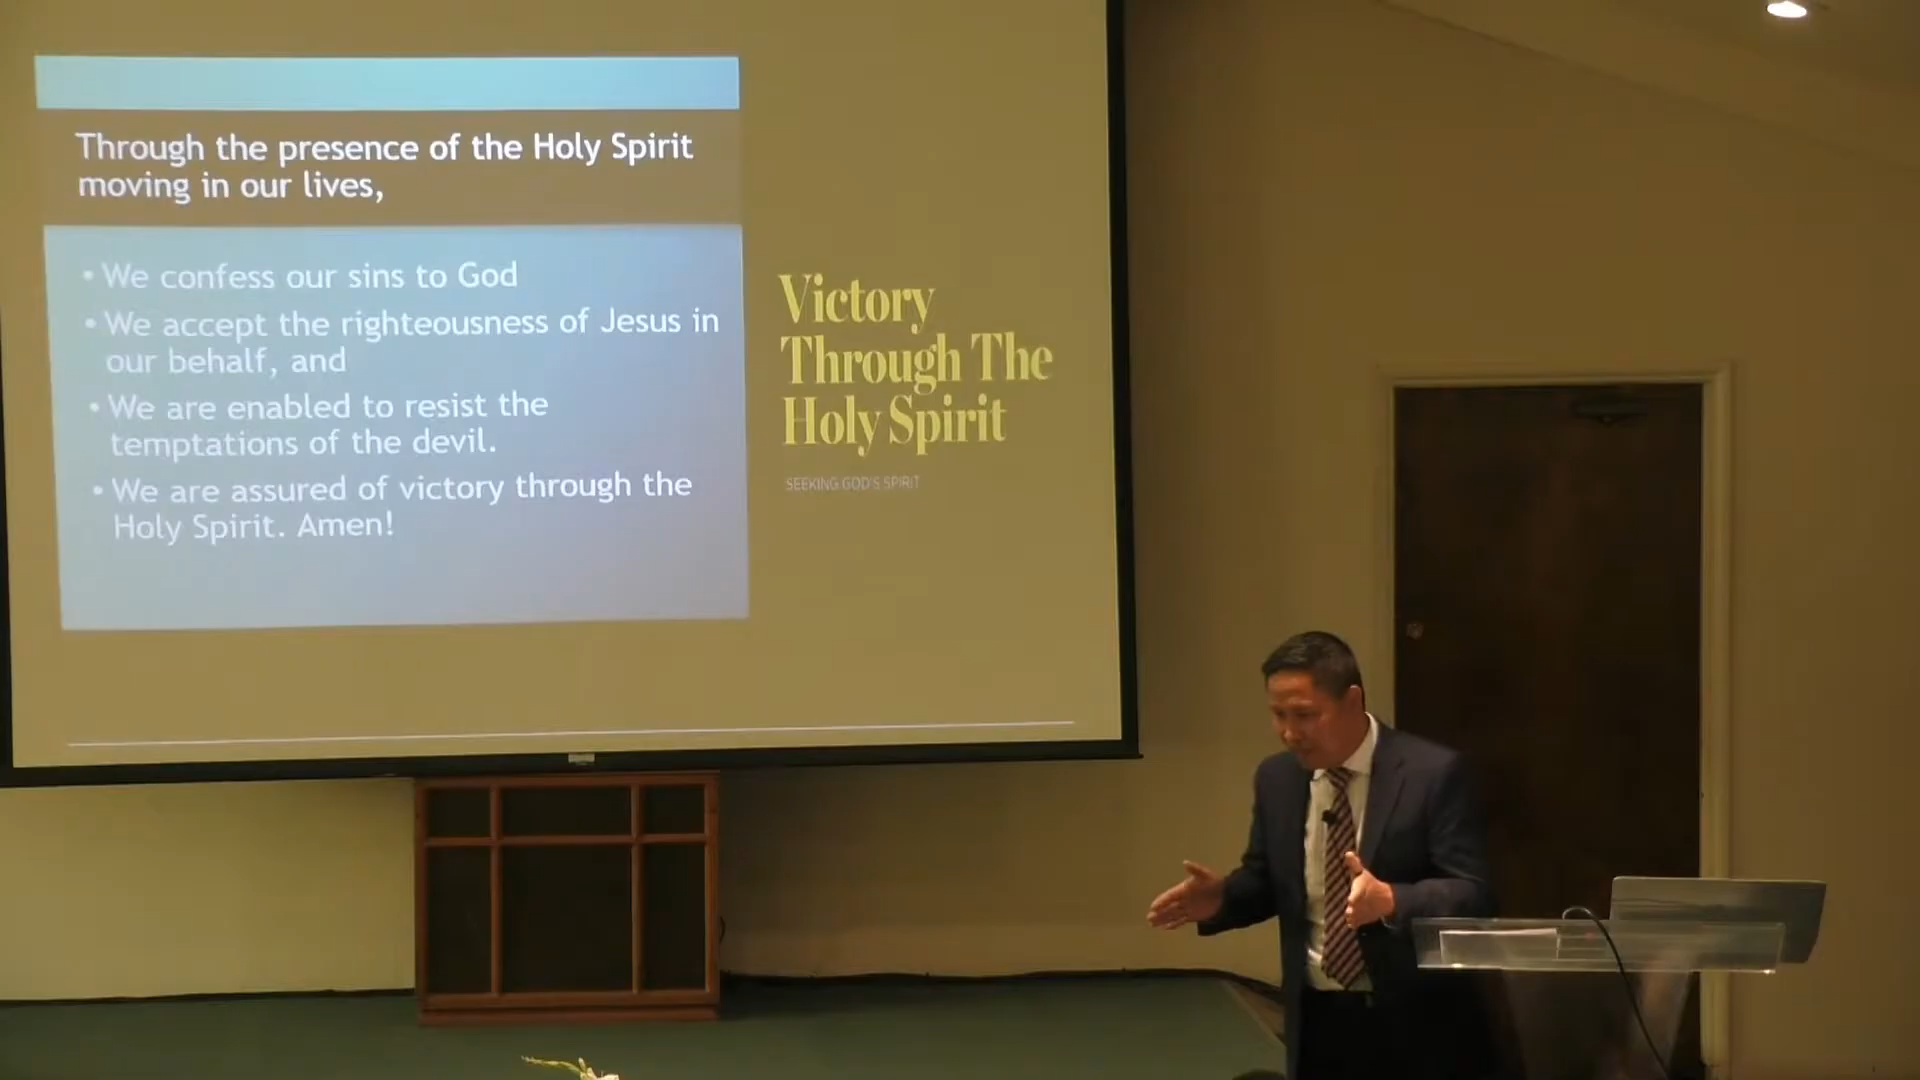 Through the presence of the Holy Spirit
moving in our lives,
• We confess our sins to God
• We accept the righteousness of Jesus in
our behalf, and
• We are enabled to resist the
temptations of the devil.
• We are assured of victory through the
Holy Spirit. Amen!
Victory
Through The
Holy Spirit
SEEKING GOD'S SPIRIT